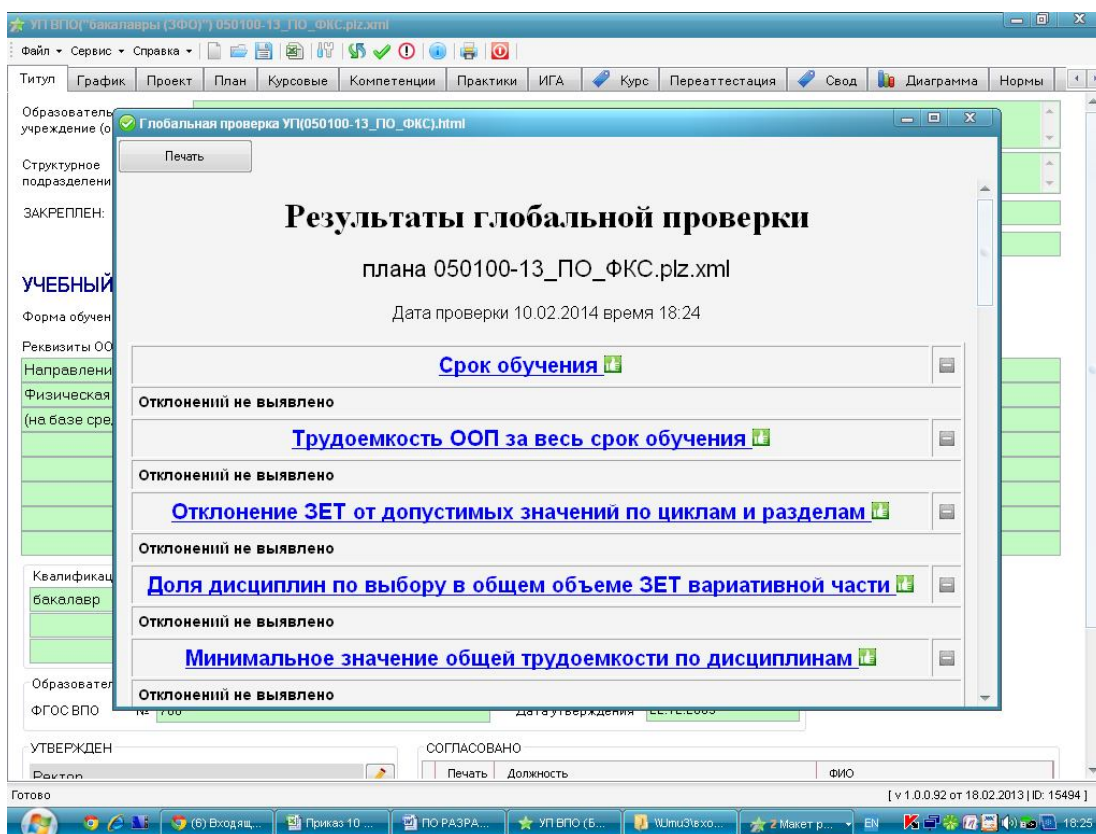 УП ВПО("бакалавры (ЗФО)") 050100-13_ПО_ФКС.plz.xml
Файл Сервис Справка
Титул График Проект План Курсовые Компетенции Практики ИГА Курс Переаттестация Свод Диаграмма Нормы
Образователь
учреждение (о
Структурное
подразделени
ЗАКРЕПЛЕН:
УЧЕБНЫЙ
Форма обучен
Реквизиты ОО
Направлени
Физическая
(на базе сре
Квалификац
бакалавр
Образовател
Глобальная проверка УП(050100-13_ПО_ФКС).html
Печать
Результаты глобальной проверки
плана 050100-13_ПО_ФКС.plz.xml
Дата проверки 10.02.2014 время 18:24
Срок обучения
Отклонений не выявлено
Трудоемкость ООП за весь срок обучения
Отклонений не выявлено
Отклонение ЗЕТ от допустимых значений по циклам и разделам
Отклонений не выявлено
Доля дисциплин по выбору в общем объеме ЗЕТ вариативной части
Отклонений не выявлено
Минимальное значение общей трудоемкости по дисциплинам
Отклонений не выявлено
ФГОС ВПО № Дата утверждения
УТВЕРЖДЕН СОГЛАСОВАНО
Ректор Печать Должность ФИО
Готово [ v 1.0.0.92 от 18.02.2013 | ID: 15494 ]
(6) Входящ... Приказ 10 ... ПО РАЗРА... УП ВПО (Б... \\Umu3\вхо... 2 Макет р... EN 18:25